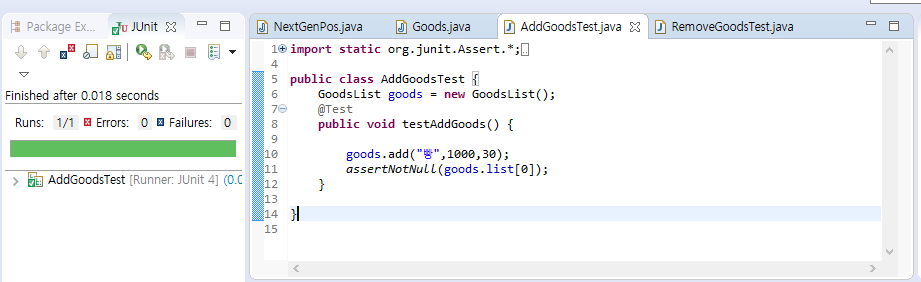 Package Ex... JUnit
Finished after 0.018 seconds
Runs: 1/1 Errors: 0 Failures: 0
AddGoodsTest [Runner: JUnit 4] (0.0
NextGenPos.java Goods.java AddGoodsTest.java RemoveGoodsTest.java
1 import static org.junit.Assert.*;
4
5 public class AddGoodsTest {
6 GoodsList goods = new GoodsList();
7 @Test
8 public void testAddGoods() {
9
10 goods.add("빵",1000,30);
11 assertNotNull(goods.list[0]);
12 }
13
14 }
15